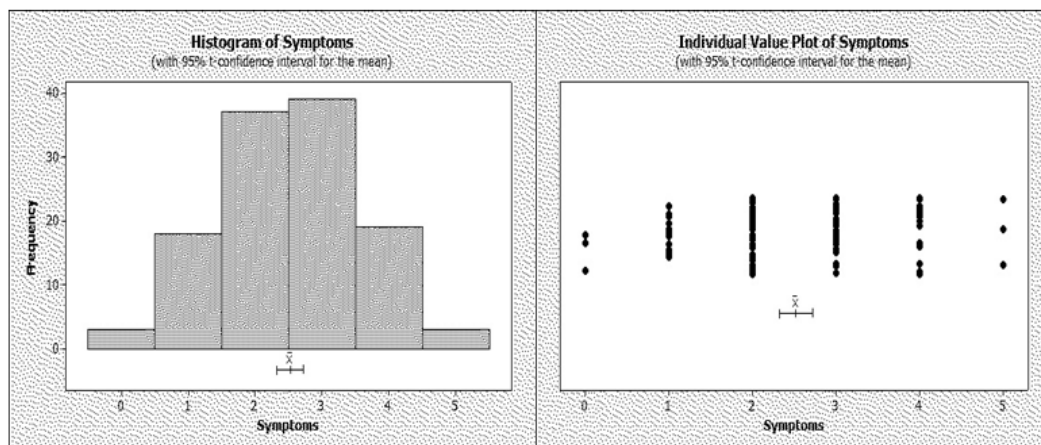 Histogram of Symptoms
(with 95% t-confidence interval for the mean)
40
30
20
10
0
Frequency
X̄
0 1 2 3 4 5
Symptoms
Individual Value Plot of Symptoms
(with 95% t-confidence interval for the mean)
X̄
0 1 2 3 4 5
Symptoms